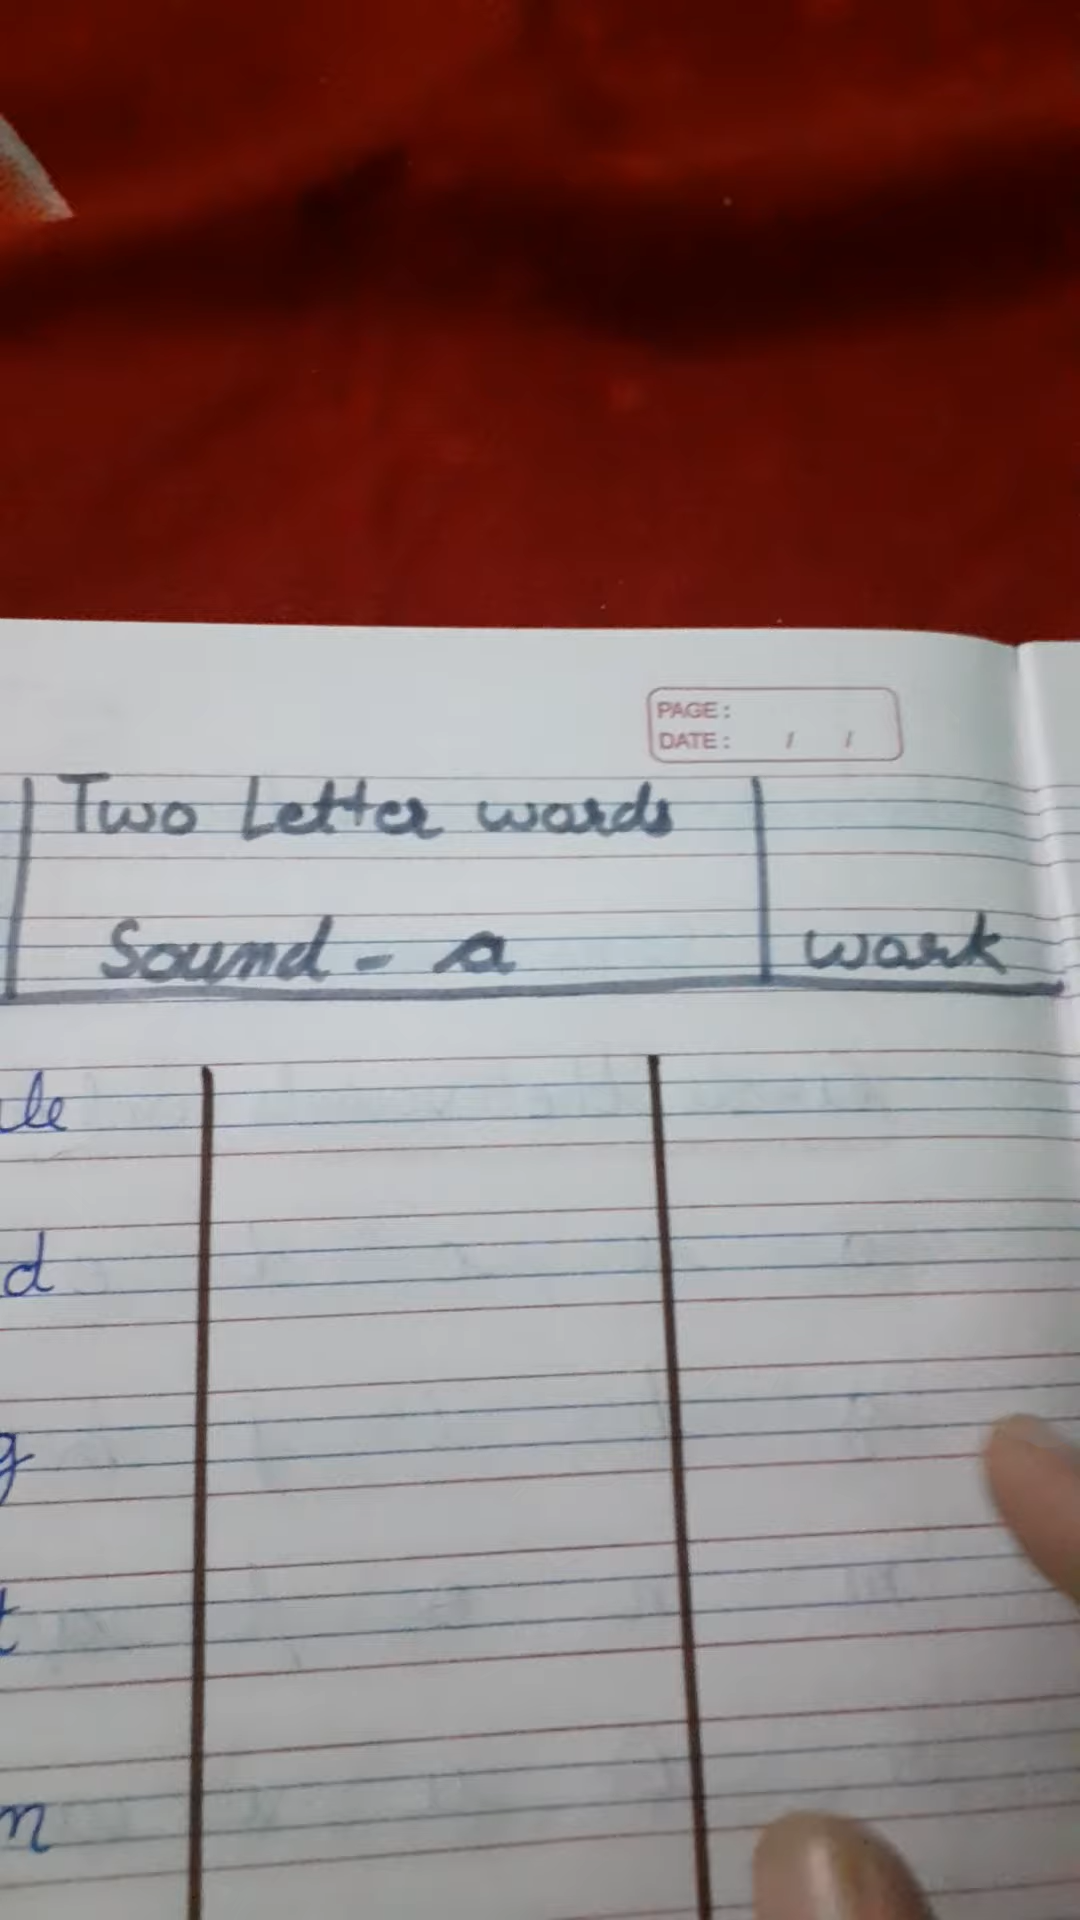 PAGE :
DATE : / /
Two Letter words
Sound - a
work
d
g
t
n